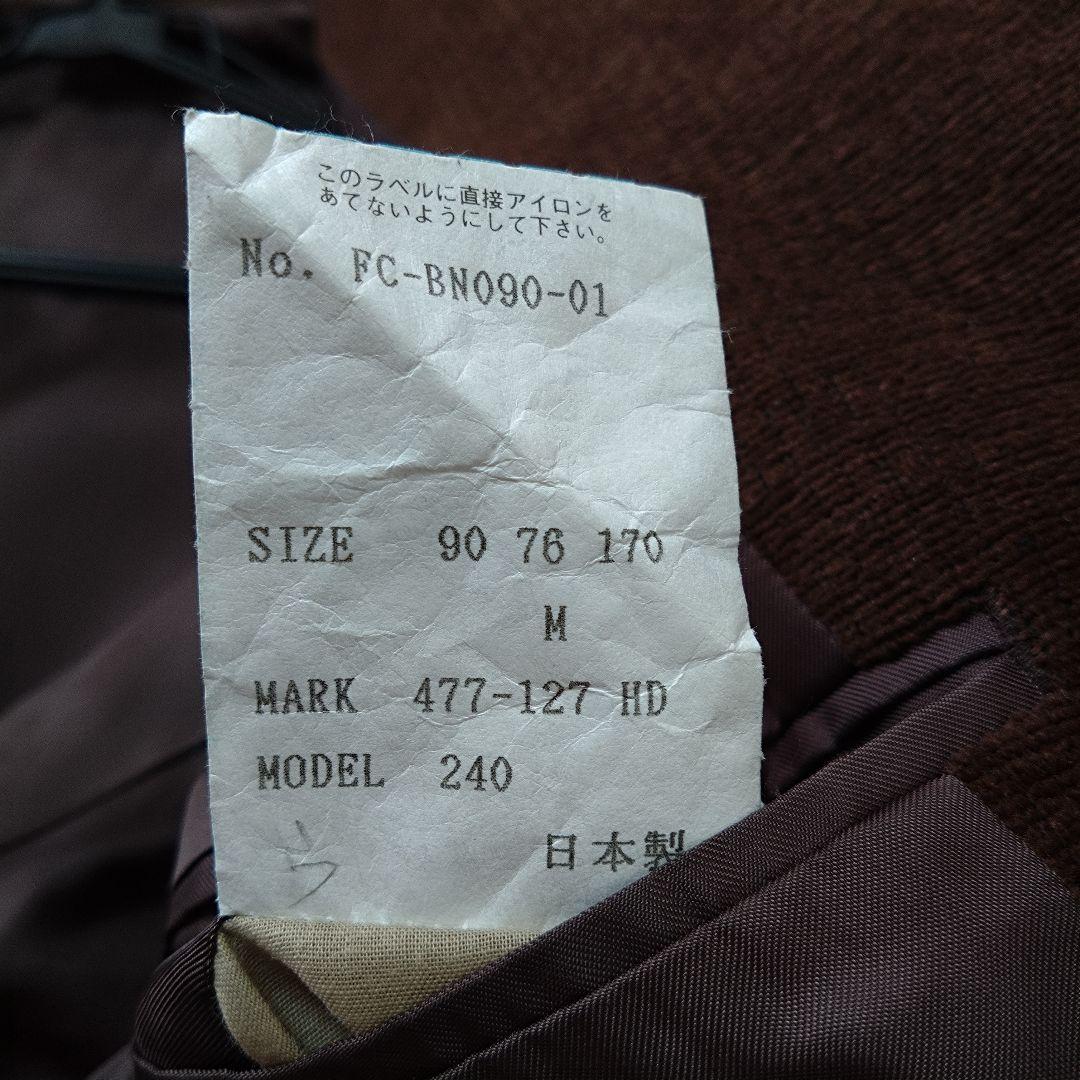 このラベルに直接アイロンを
あてないようにして下さい。
No. FC-BN090-01
SIZE 90 76 170
M
MARK 477-127 HD
MODEL 240
日本製